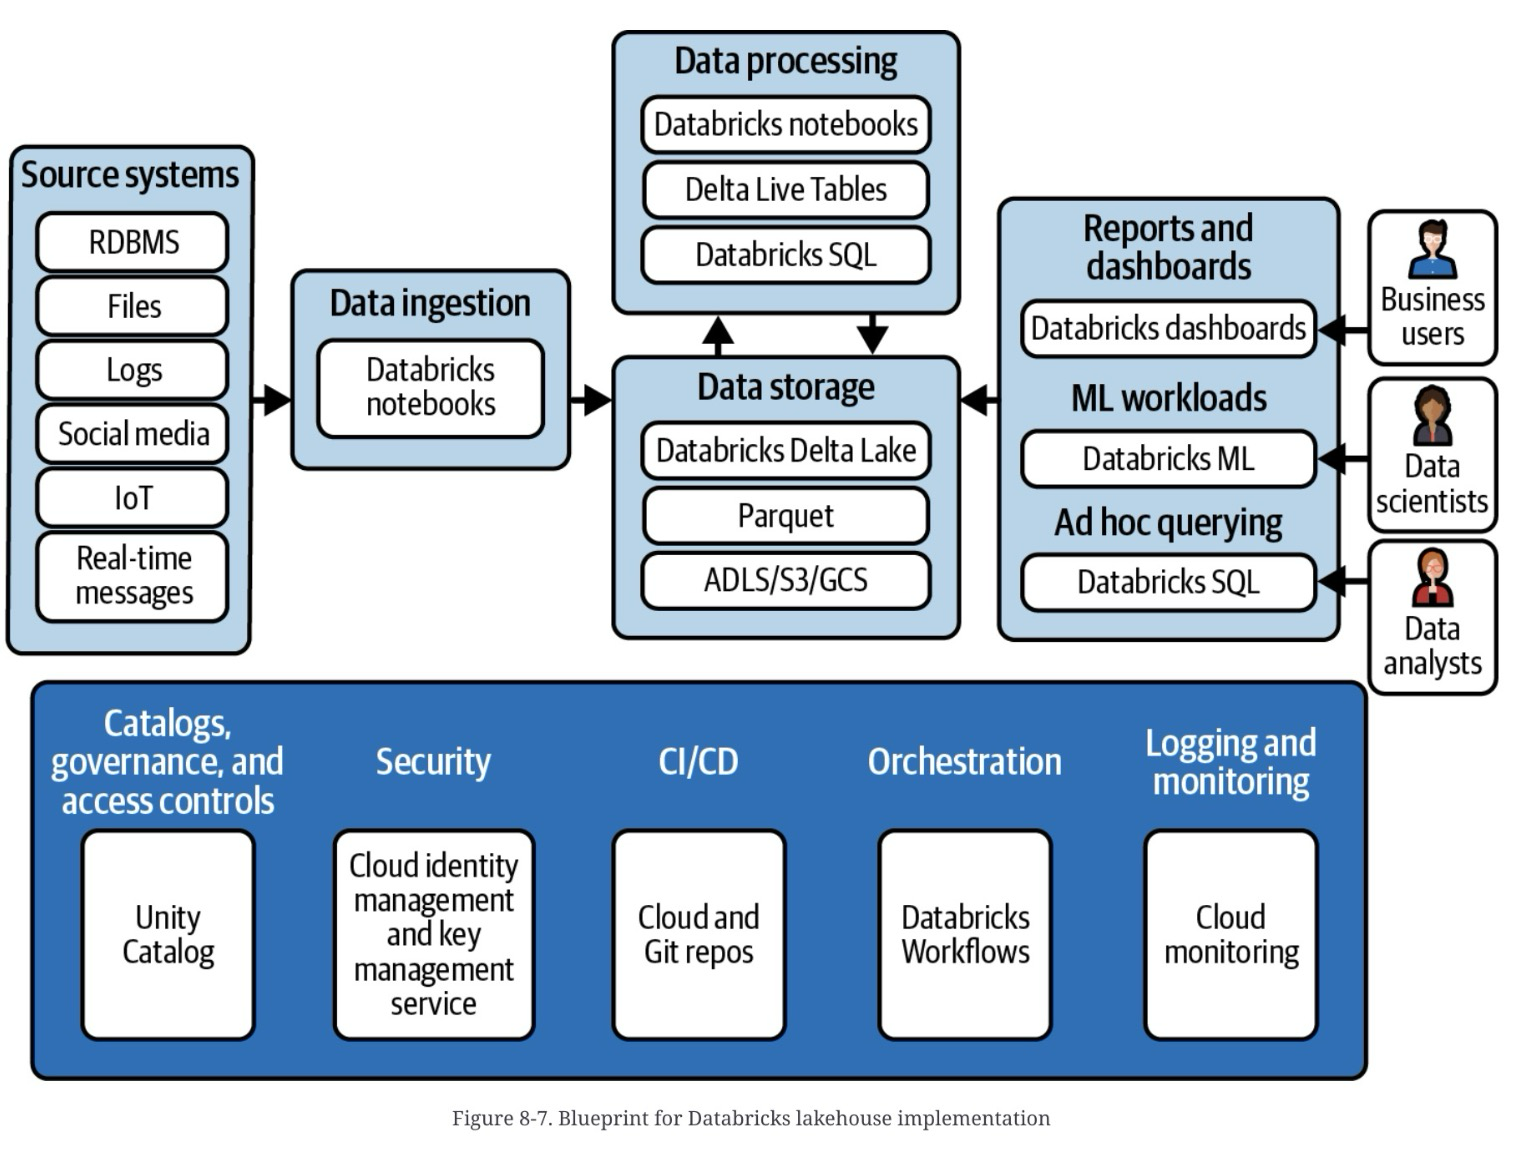 Source systems
RDBMS
Files
Logs
Social media
IoT
Real-time
messages
Data ingestion
Databricks
notebooks
Data processing
Databricks notebooks
Delta Live Tables
Databricks SQL
Data storage
Databricks Delta Lake
Parquet
ADLS/S3/GCS
Reports and
dashboards
Databricks dashboards
ML workloads
Databricks ML
Ad hoc querying
Databricks SQL
Business
users
Data
scientists
Data
analysts
Catalogs,
governance, and
access controls
Unity
Catalog
Security
Cloud identity
management
and key
management
service
CI/CD
Cloud and
Git repos
Orchestration
Databricks
Workflows
Logging and
monitoring
Cloud
monitoring
Figure 8-7. Blueprint for Databricks lakehouse implementation